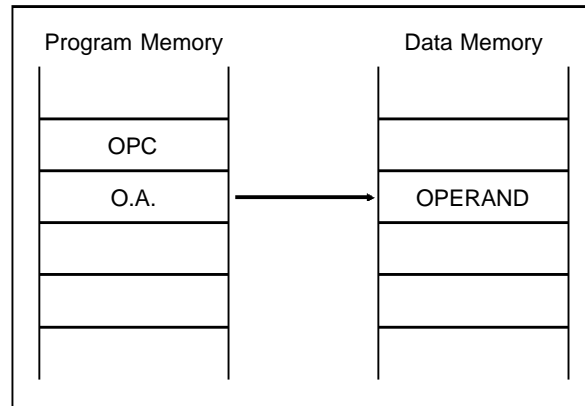 Program Memory
Data Memory
OPC
O.A.
OPERAND